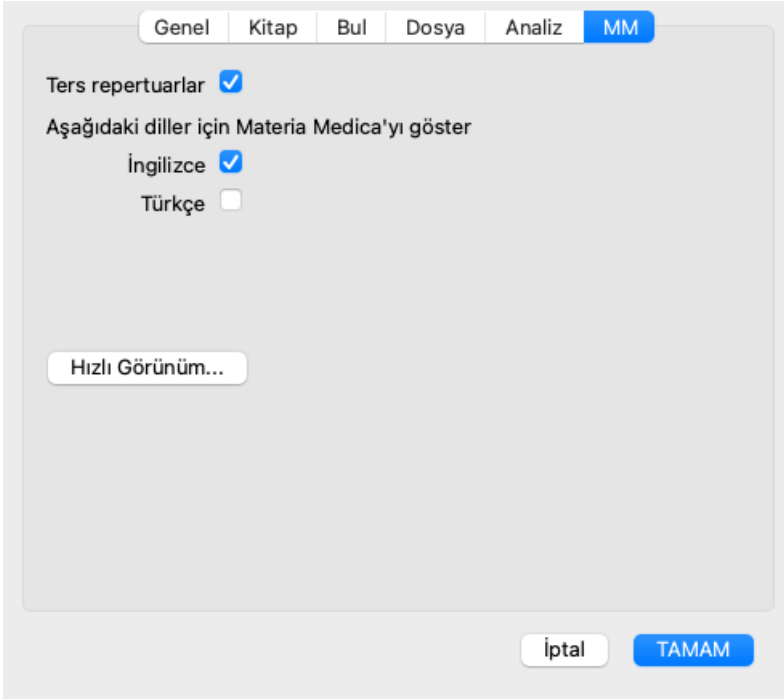 Genel Kitap Bul Dosya Analiz MM
Ters repertuarlar
Aşağıdaki diller için Materia Medica'yı göster
İngilizce
Türkçe
Hızlı Görünüm...
İptal TAMAM